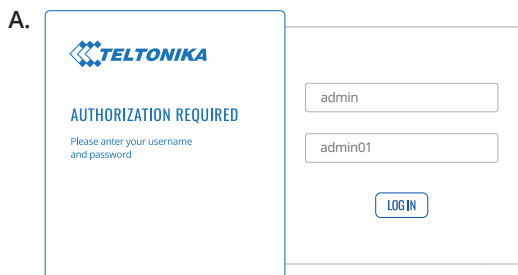 A.
TELTONIKA
AUTHORIZATION REQUIRED
Please anter your username
and password
admin
admin01
LOG IN